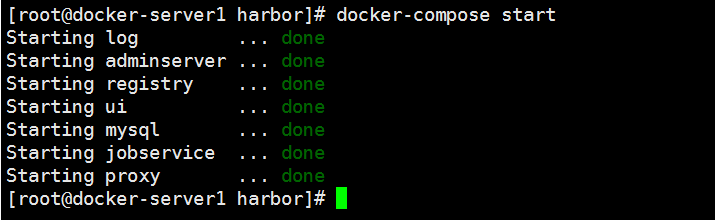 [root@docker-server1 harbor]# docker-compose start
Starting log         ... done
Starting adminserver ... done
Starting registry    ... done
Starting ui          ... done
Starting mysql       ... done
Starting jobservice  ... done
Starting proxy       ... done
[root@docker-server1 harbor]#